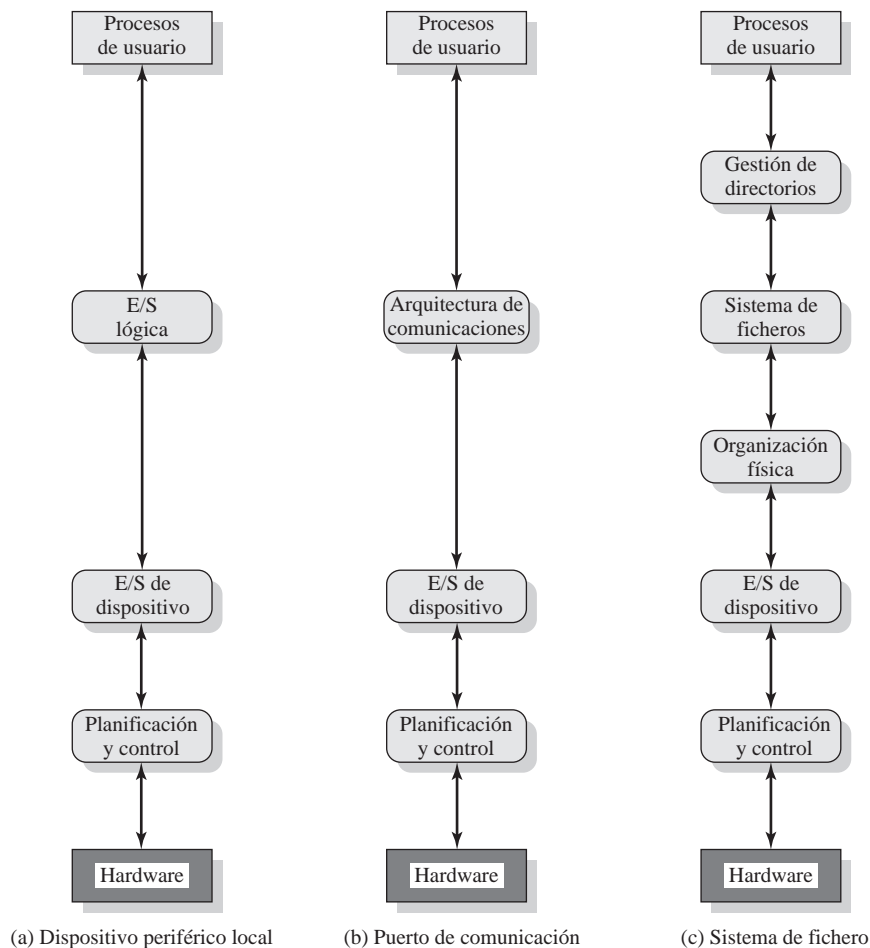 Procesos
de usuario
E/S
lógica
E/S de
dispositivo
Planificación
y control
Hardware
(a) Dispositivo periférico local
Procesos
de usuario
Arquitectura de
comunicaciones
E/S de
dispositivo
Planificación
y control
Hardware
(b) Puerto de comunicación
Procesos
de usuario
Gestión de
directorios
Sistema de
ficheros
Organización
física
E/S de
dispositivo
Planificación
y control
Hardware
(c) Sistema de fichero